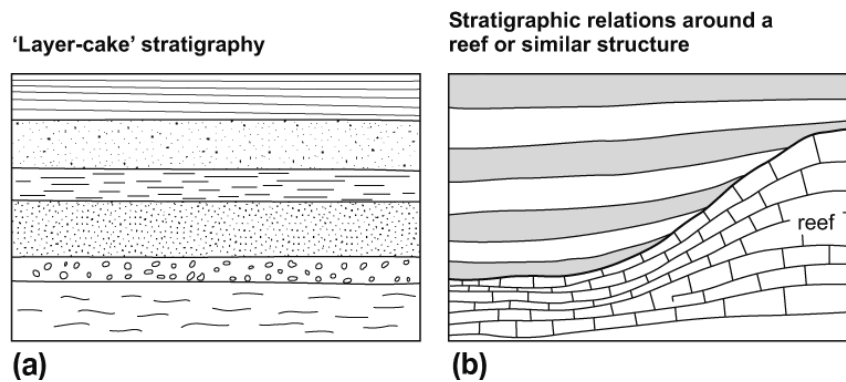 ‘Layer-cake’ stratigraphy
Stratigraphic relations around a
reef or similar structure
reef
(a)
(b)